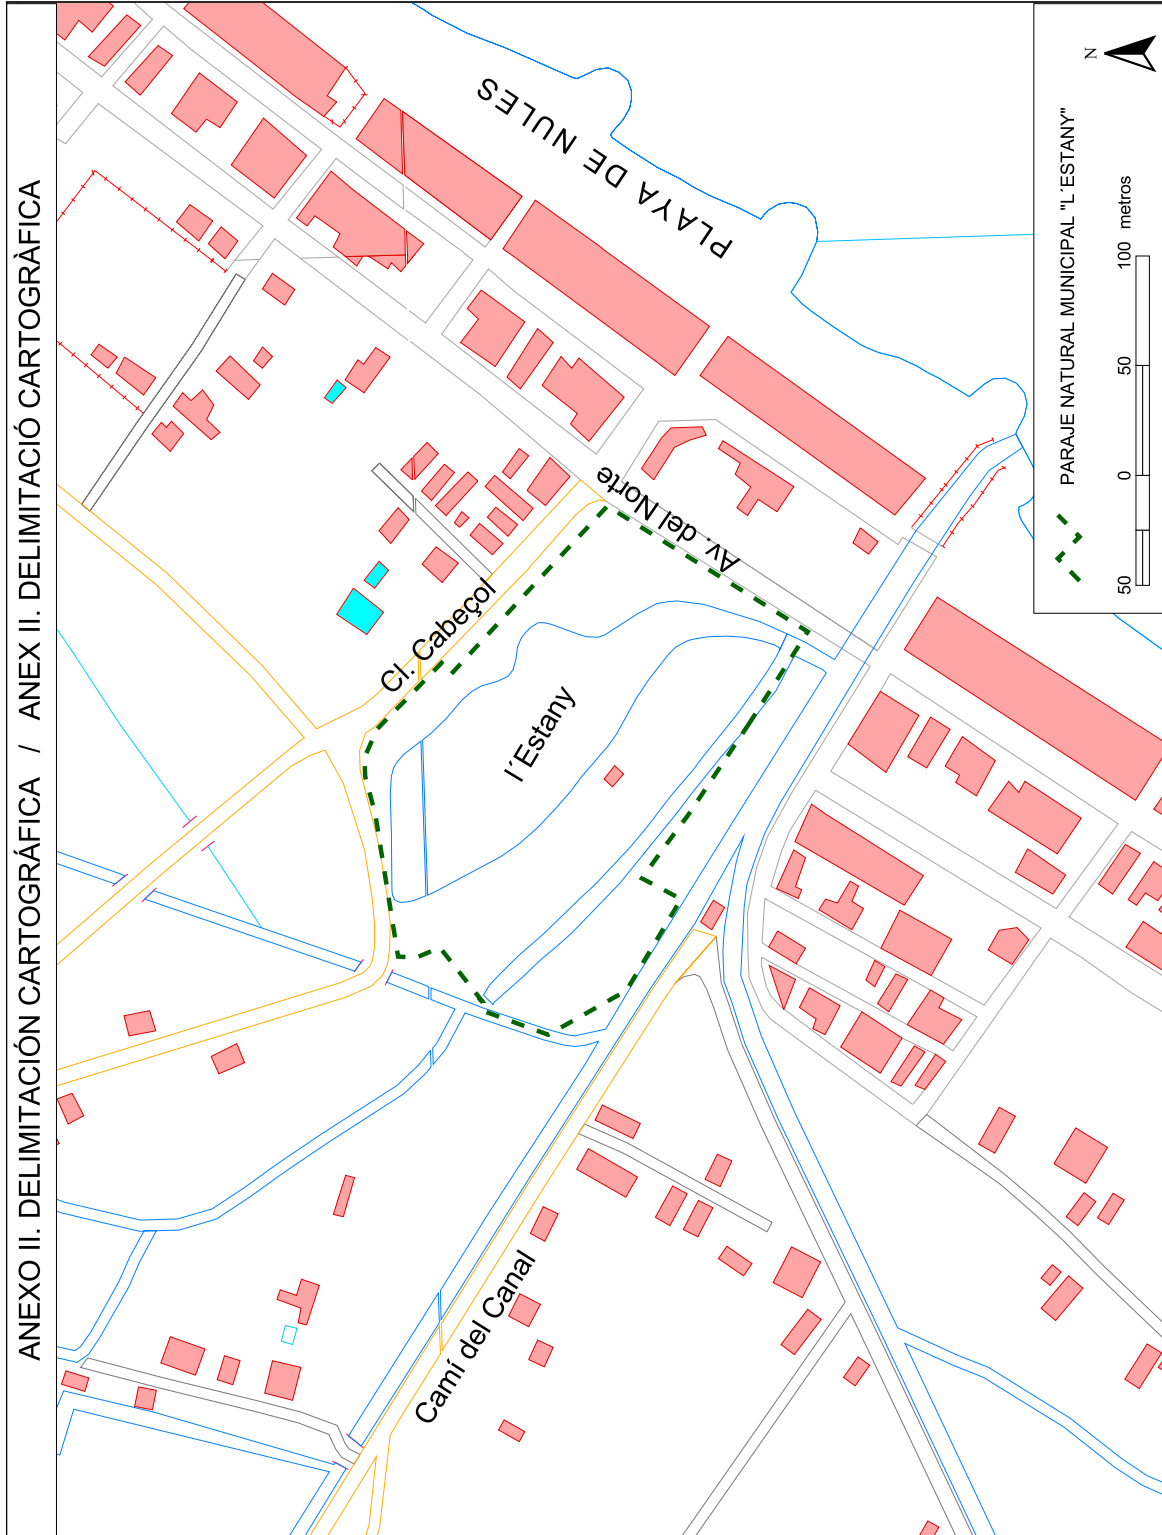 ANEXO II. DELIMITACIÓN CARTOGRÁFICA / ANEX II. DELIMITACIÓ CARTOGRÀFICA
PLAYA DE NULES
Av. del Norte
Cl. Cabeçol
l´Estany
Camí del Canal
N
PARAJE NATURAL MUNICIPAL "L´ESTANY"
50 0 50 100 metros